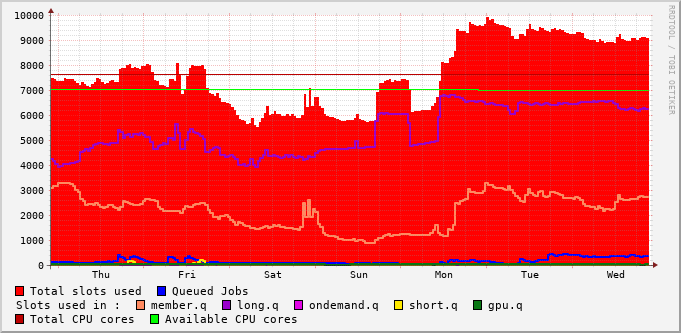 10000
9000
8000
7000
6000
5000
4000
3000
2000
1000
0
Thu Fri Sat Sun Mon Tue Wed
RRDTOOL / TOBI OETIKER
Total slots used Queued Jobs
Slots used in : member.q long.q ondemand.q short.q gpu.q
Total CPU cores Available CPU cores